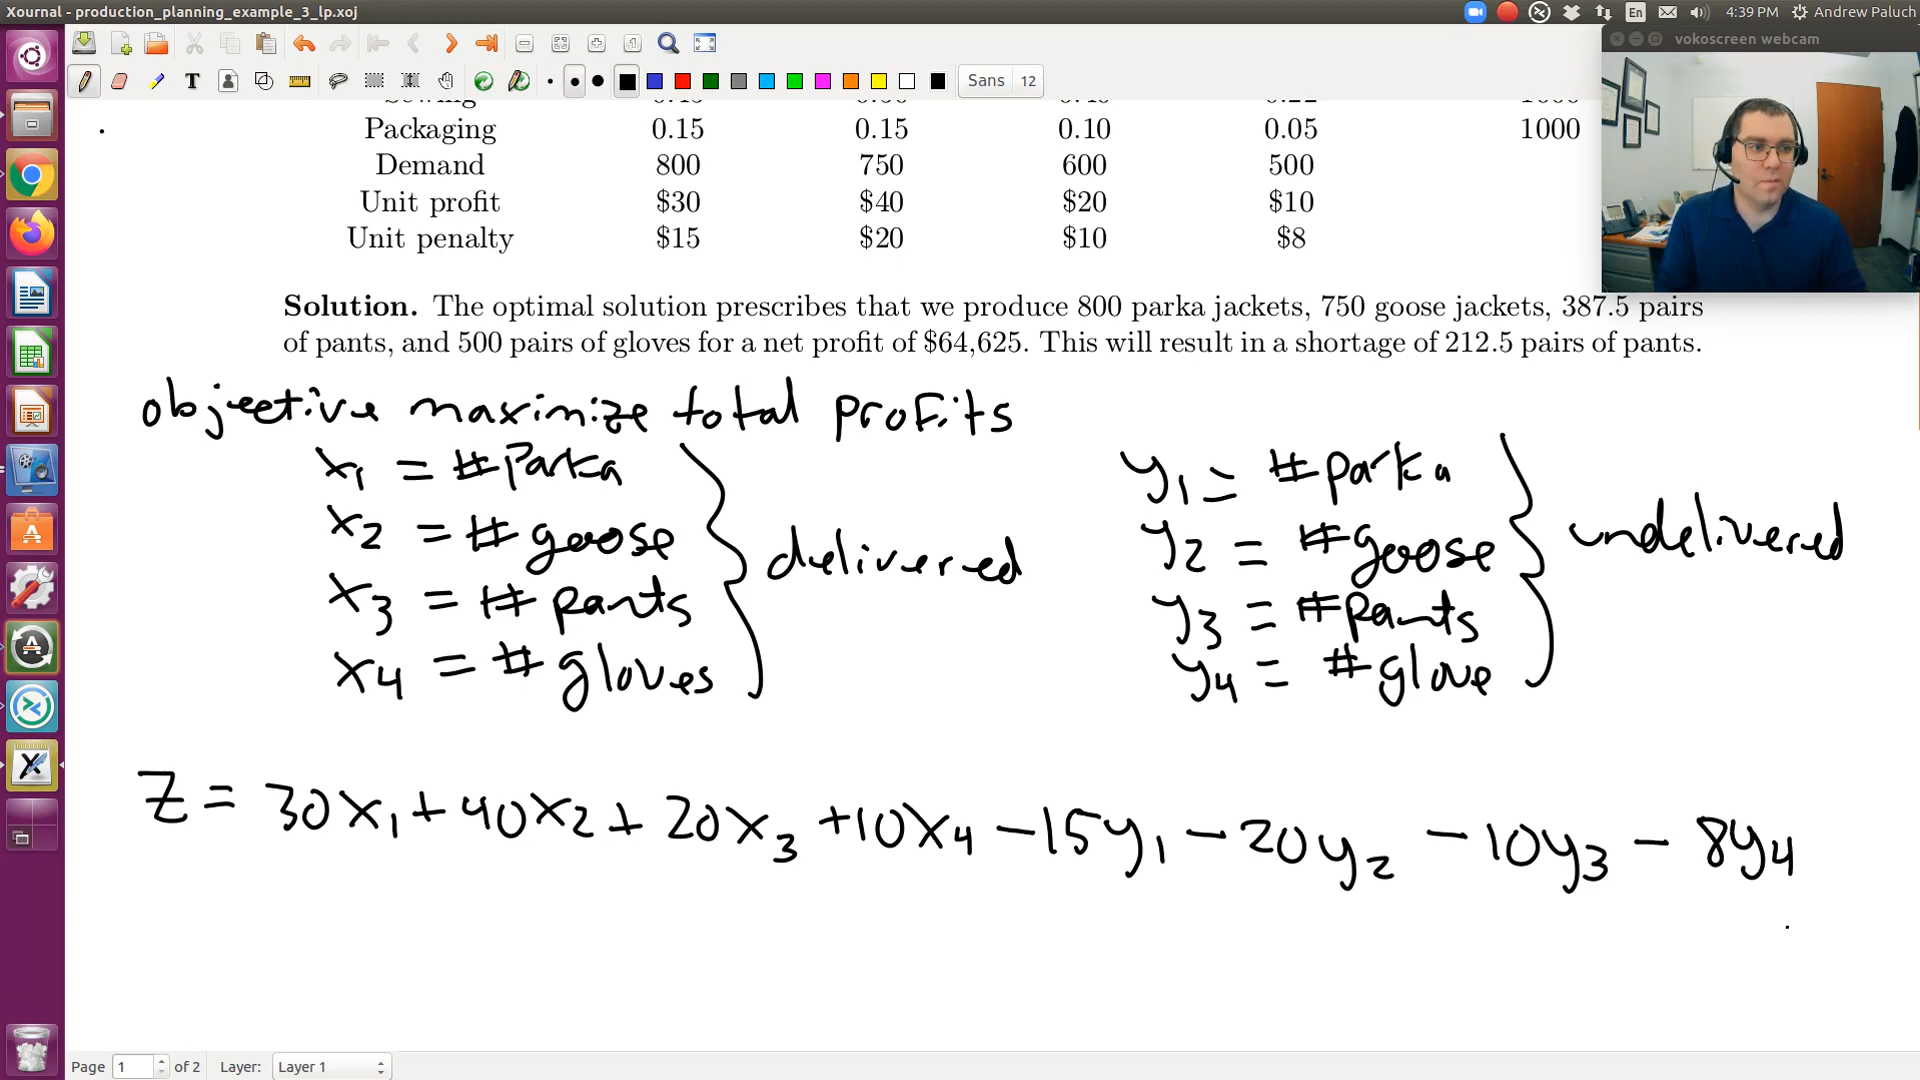 Xournal - production_planning_example_3_lp.xoj
En
4:39 PM
Andrew Paluch
vokoscreen webcam
Sans 12
Packaging 0.15 0.15 0.10 0.05 1000
Demand 800 750 600 500
Unit profit $30 $40 $20 $10
Unit penalty $15 $20 $10 $8
Solution. The optimal solution prescribes that we produce 800 parka jackets, 750 goose jackets, 387.5 pairs
of pants, and 500 pairs of gloves for a net profit of $64,625. This will result in a shortage of 212.5 pairs of pants.
objective maximize total profits
x1 = #Parka
x2 = #goose
x3 = #pants
x4 = #gloves
delivered
y1 = #parka
y2 = #goose
y3 = #pants
y4 = #glove
undelivered
Z = 30x1 + 40x2 + 20x3 + 10x4 - 15y1 - 20y2 - 10y3 - 8y4
Page 1 of 2 Layer: Layer 1